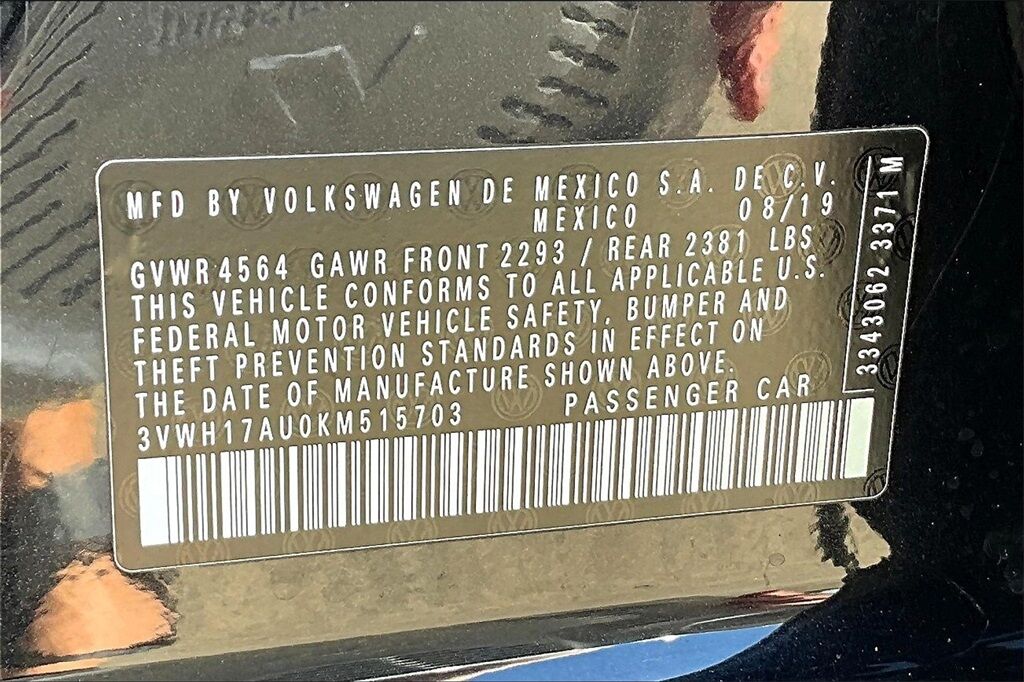 MFD BY VOLKSWAGEN DE MEXICO S.A. DE C.V.
MEXICO 08/19
GVWR 4564 GAWR FRONT 2293 / REAR 2381 LBS
THIS VEHICLE CONFORMS TO ALL APPLICABLE U.S.
FEDERAL MOTOR VEHICLE SAFETY, BUMPER AND
THEFT PREVENTION STANDARDS IN EFFECT ON
THE DATE OF MANUFACTURE SHOWN ABOVE.
3VWH17AU0KM515703 PASSENGER CAR
3343062 3371 M